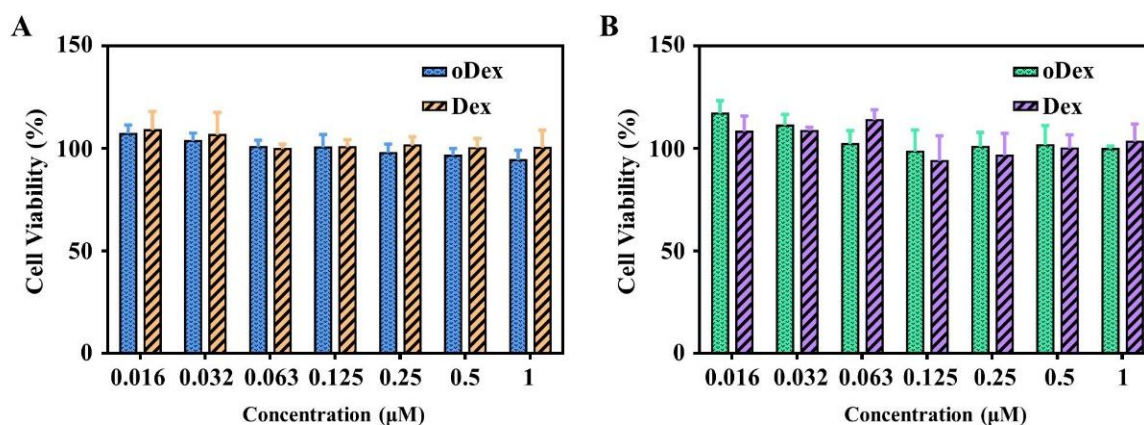 A
Cell Viability (%)
150
100
50
0
oDex
Dex
0.016 0.032 0.063 0.125 0.25 0.5 1
Concentration (μM)
B
Cell Viability (%)
150
100
50
0
oDex
Dex
0.016 0.032 0.063 0.125 0.25 0.5 1
Concentration (μM)